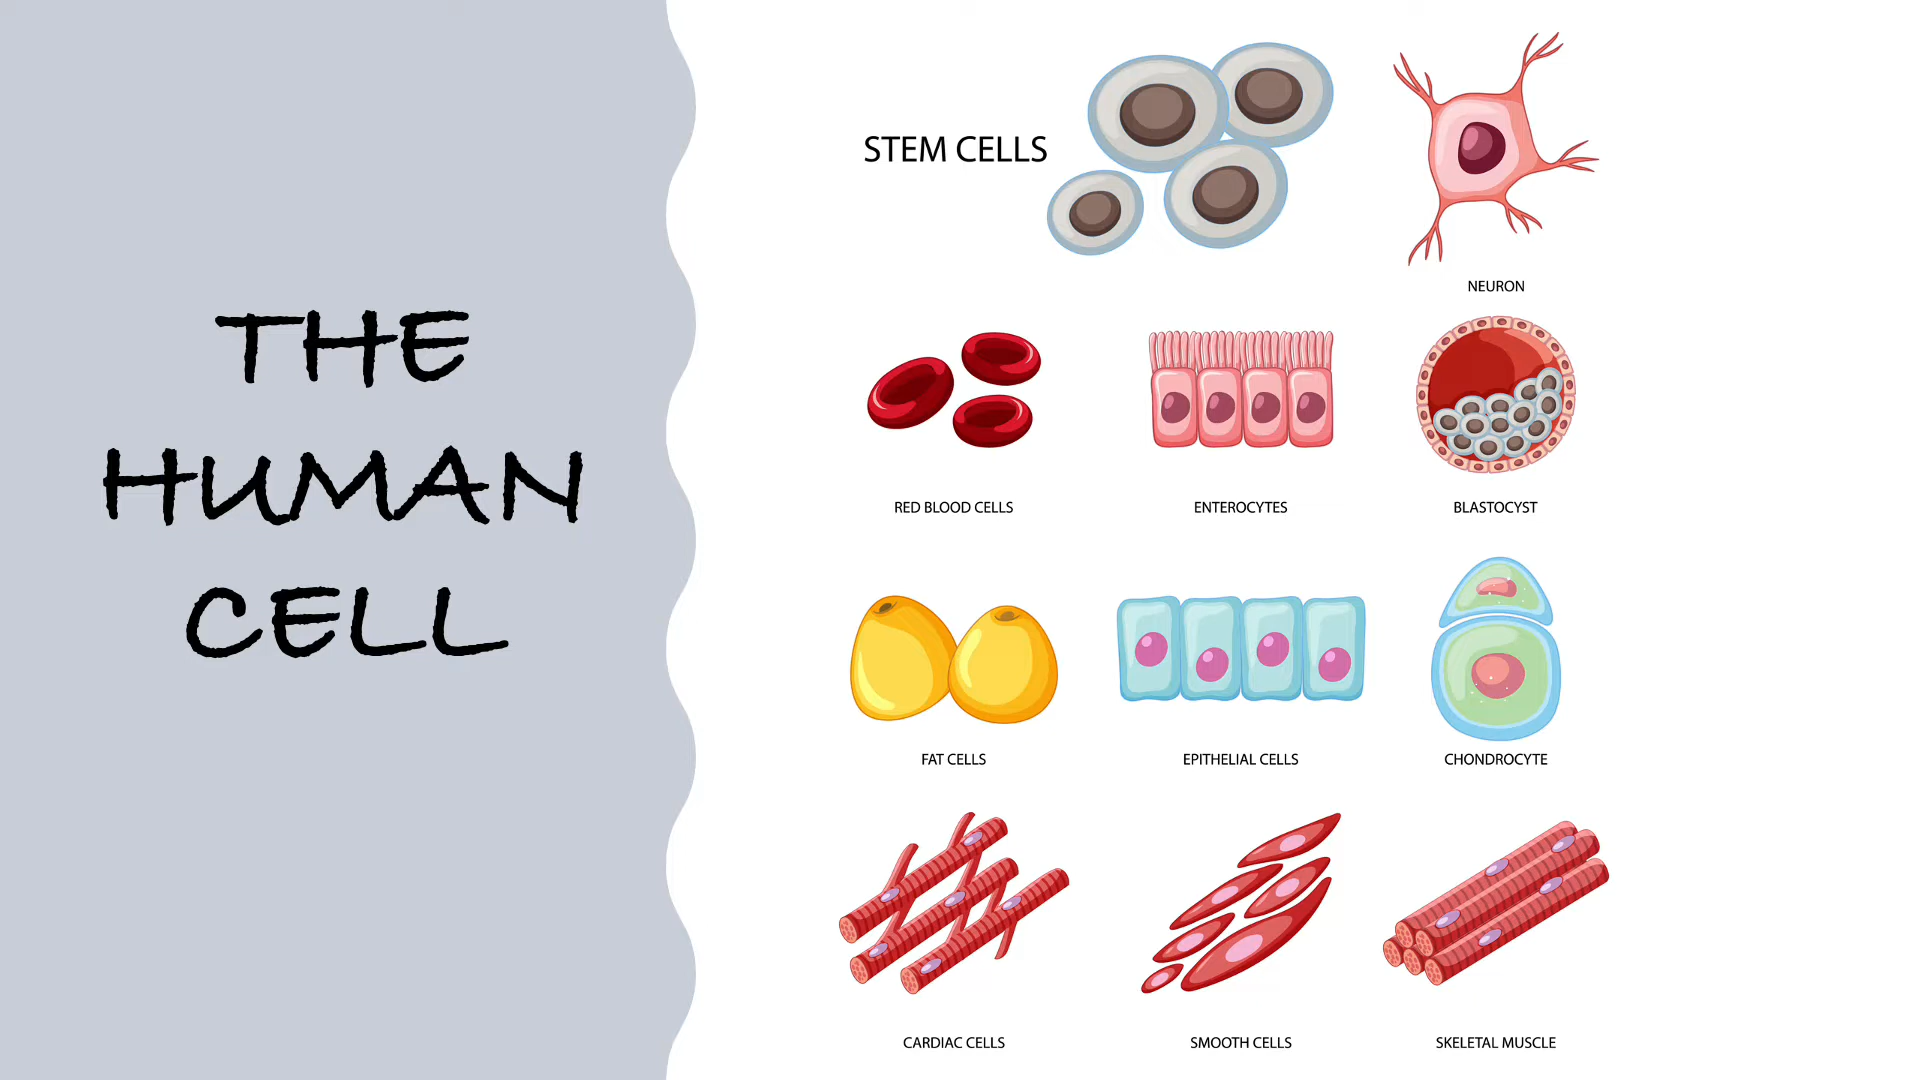 THE
HUMAN
CELL
STEM CELLS
NEURON
RED BLOOD CELLS
ENTEROCYTES
BLASTOCYST
FAT CELLS
EPITHELIAL CELLS
CHONDROCYTE
CARDIAC CELLS
SMOOTH CELLS
SKELETAL MUSCLE